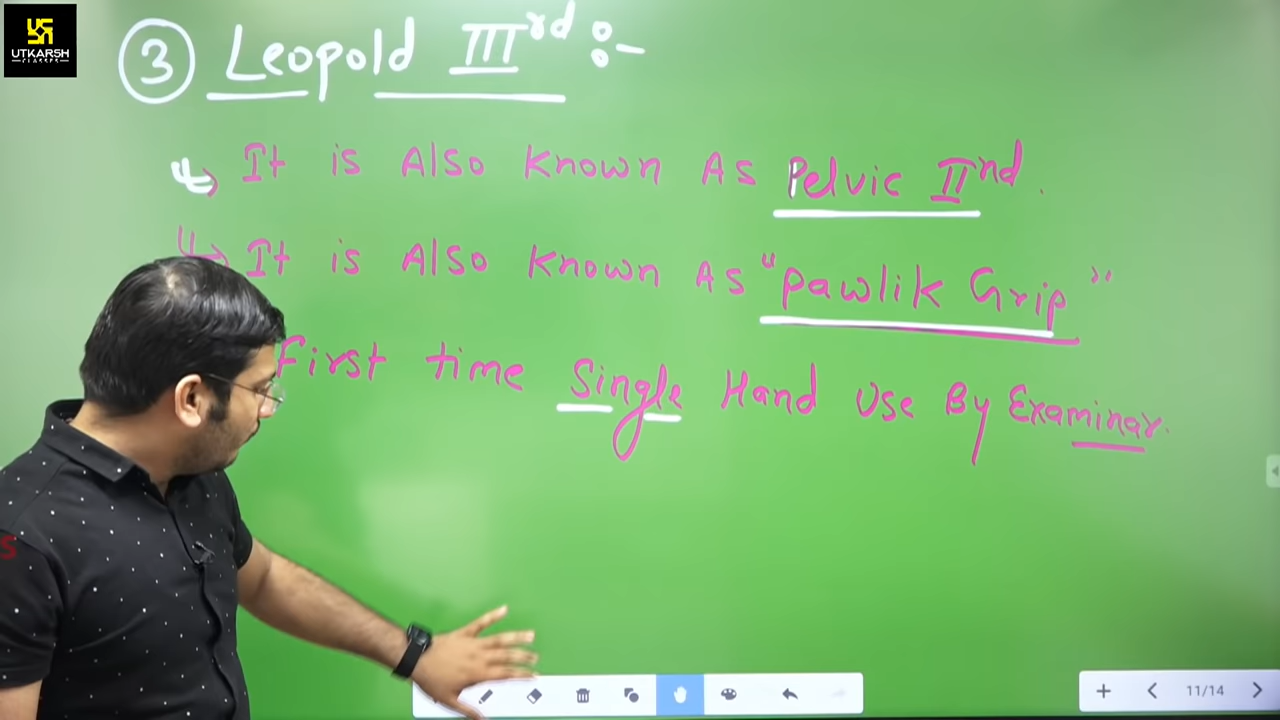 UTKARSH
CLASSES
③ Leopold IIIrd :-
↳ It is Also Known As Pelvic IInd.
↳ It is Also Known As "Pawlik Grip"
First time Single Hand Use By Examinar.
S
11/14